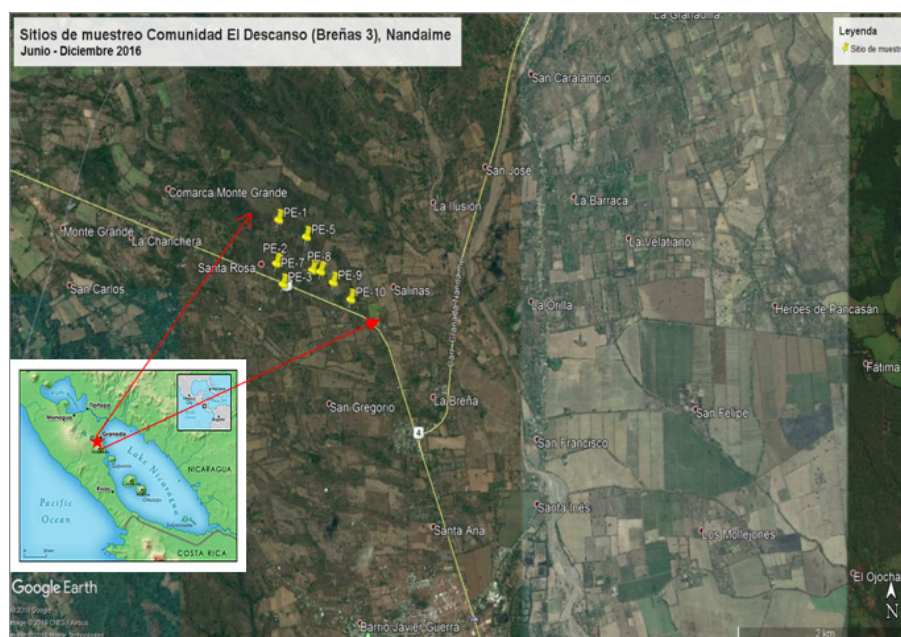 Sitios de muestreo Comunidad El Descanso (Breñas 3), Nandaime
Junio - Diciembre 2016
Leyenda
Sitio de muestr
La Granadilla
San Caralampio
San José
Comarca Monte Grande
La Ilusión
La Barraca
PE-1
PE-5
Monte Grande
La Chanchera
La Velatiano
PE-2
PE-8
PE-7
Santa Rosa
PE-3
PE-9
San Carlos
Salinas
PE-10
La Orilla
Heroes de Pancasán
Fátima
San Gregorio
La Breña
San Felipe
4
San Francisco
Santa Ines
Santa Ana
Los Mollejones
El Ojocha
Barrio Javier Guerra
Managua
Granada
Rivas
Lake Nicaragua
NICARAGUA
Pacific
Ocean
COSTA RICA
Google Earth
N
2 km